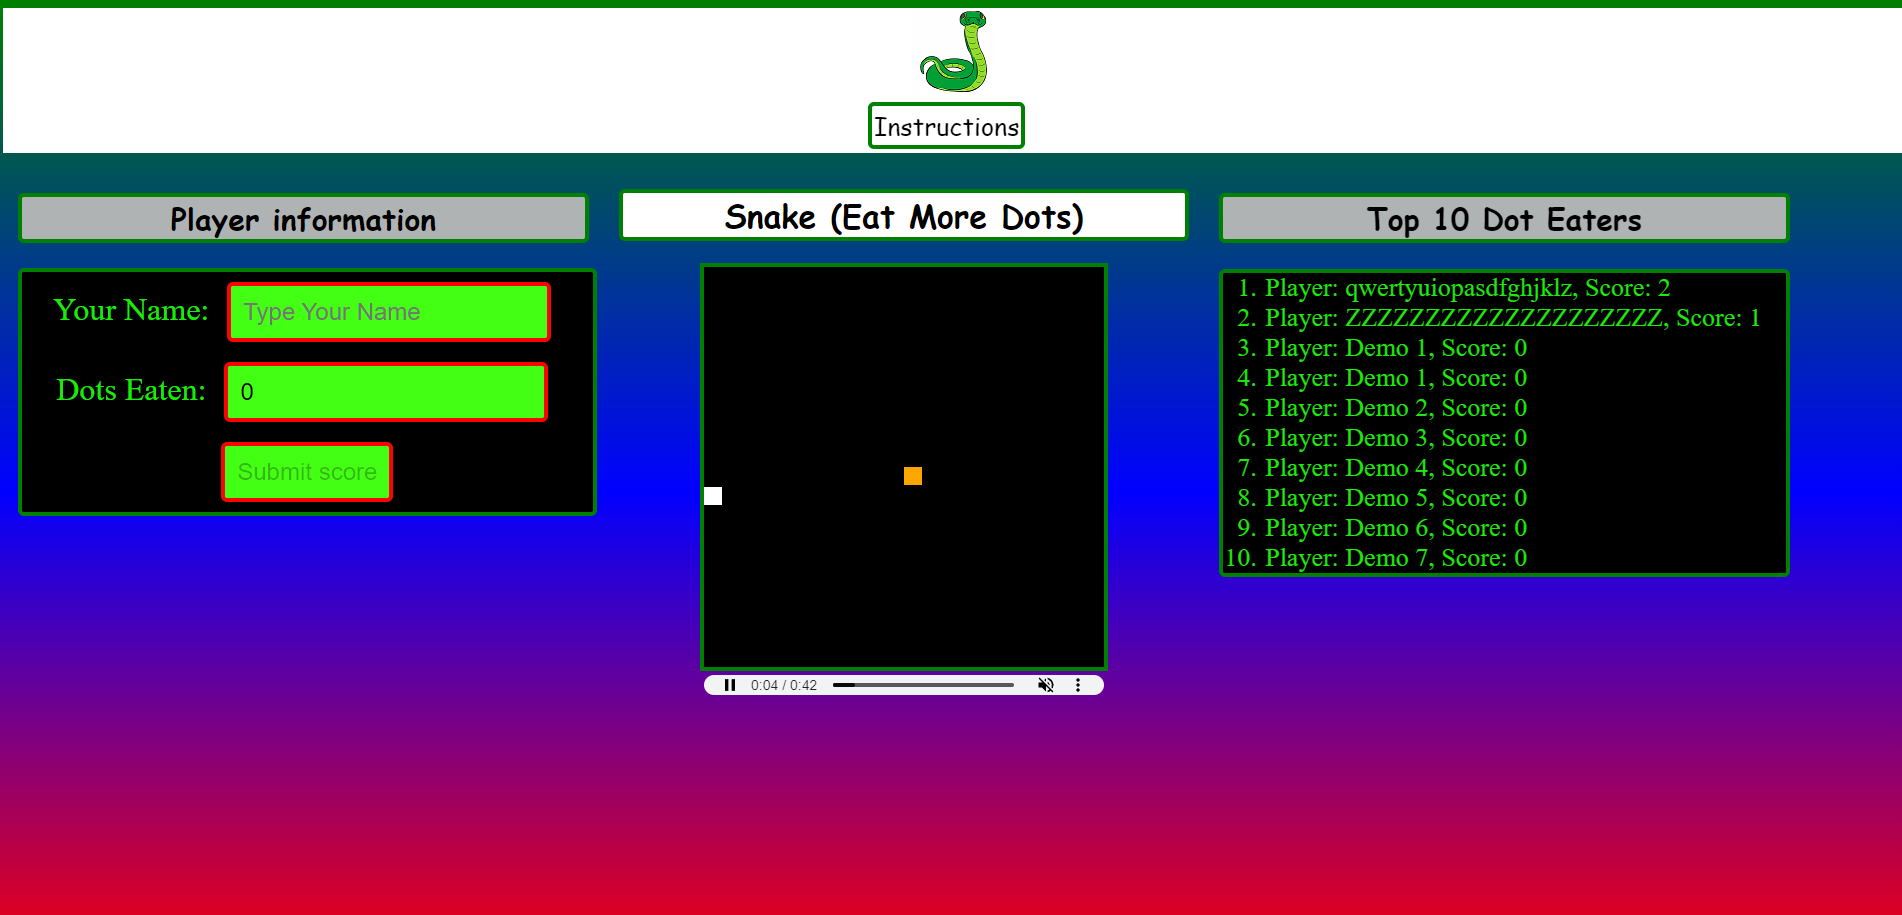 Instructions
Player information
Your Name: Type Your Name
Dots Eaten: 0
Submit score
Snake (Eat More Dots)
0:04 / 0:42
Top 10 Dot Eaters
1. Player: qwertyuiopasdfghjklz, Score: 2
2. Player: ZZZZZZZZZZZZZZZZZZZZ, Score: 1
3. Player: Demo 1, Score: 0
4. Player: Demo 1, Score: 0
5. Player: Demo 2, Score: 0
6. Player: Demo 3, Score: 0
7. Player: Demo 4, Score: 0
8. Player: Demo 5, Score: 0
9. Player: Demo 6, Score: 0
10. Player: Demo 7, Score: 0